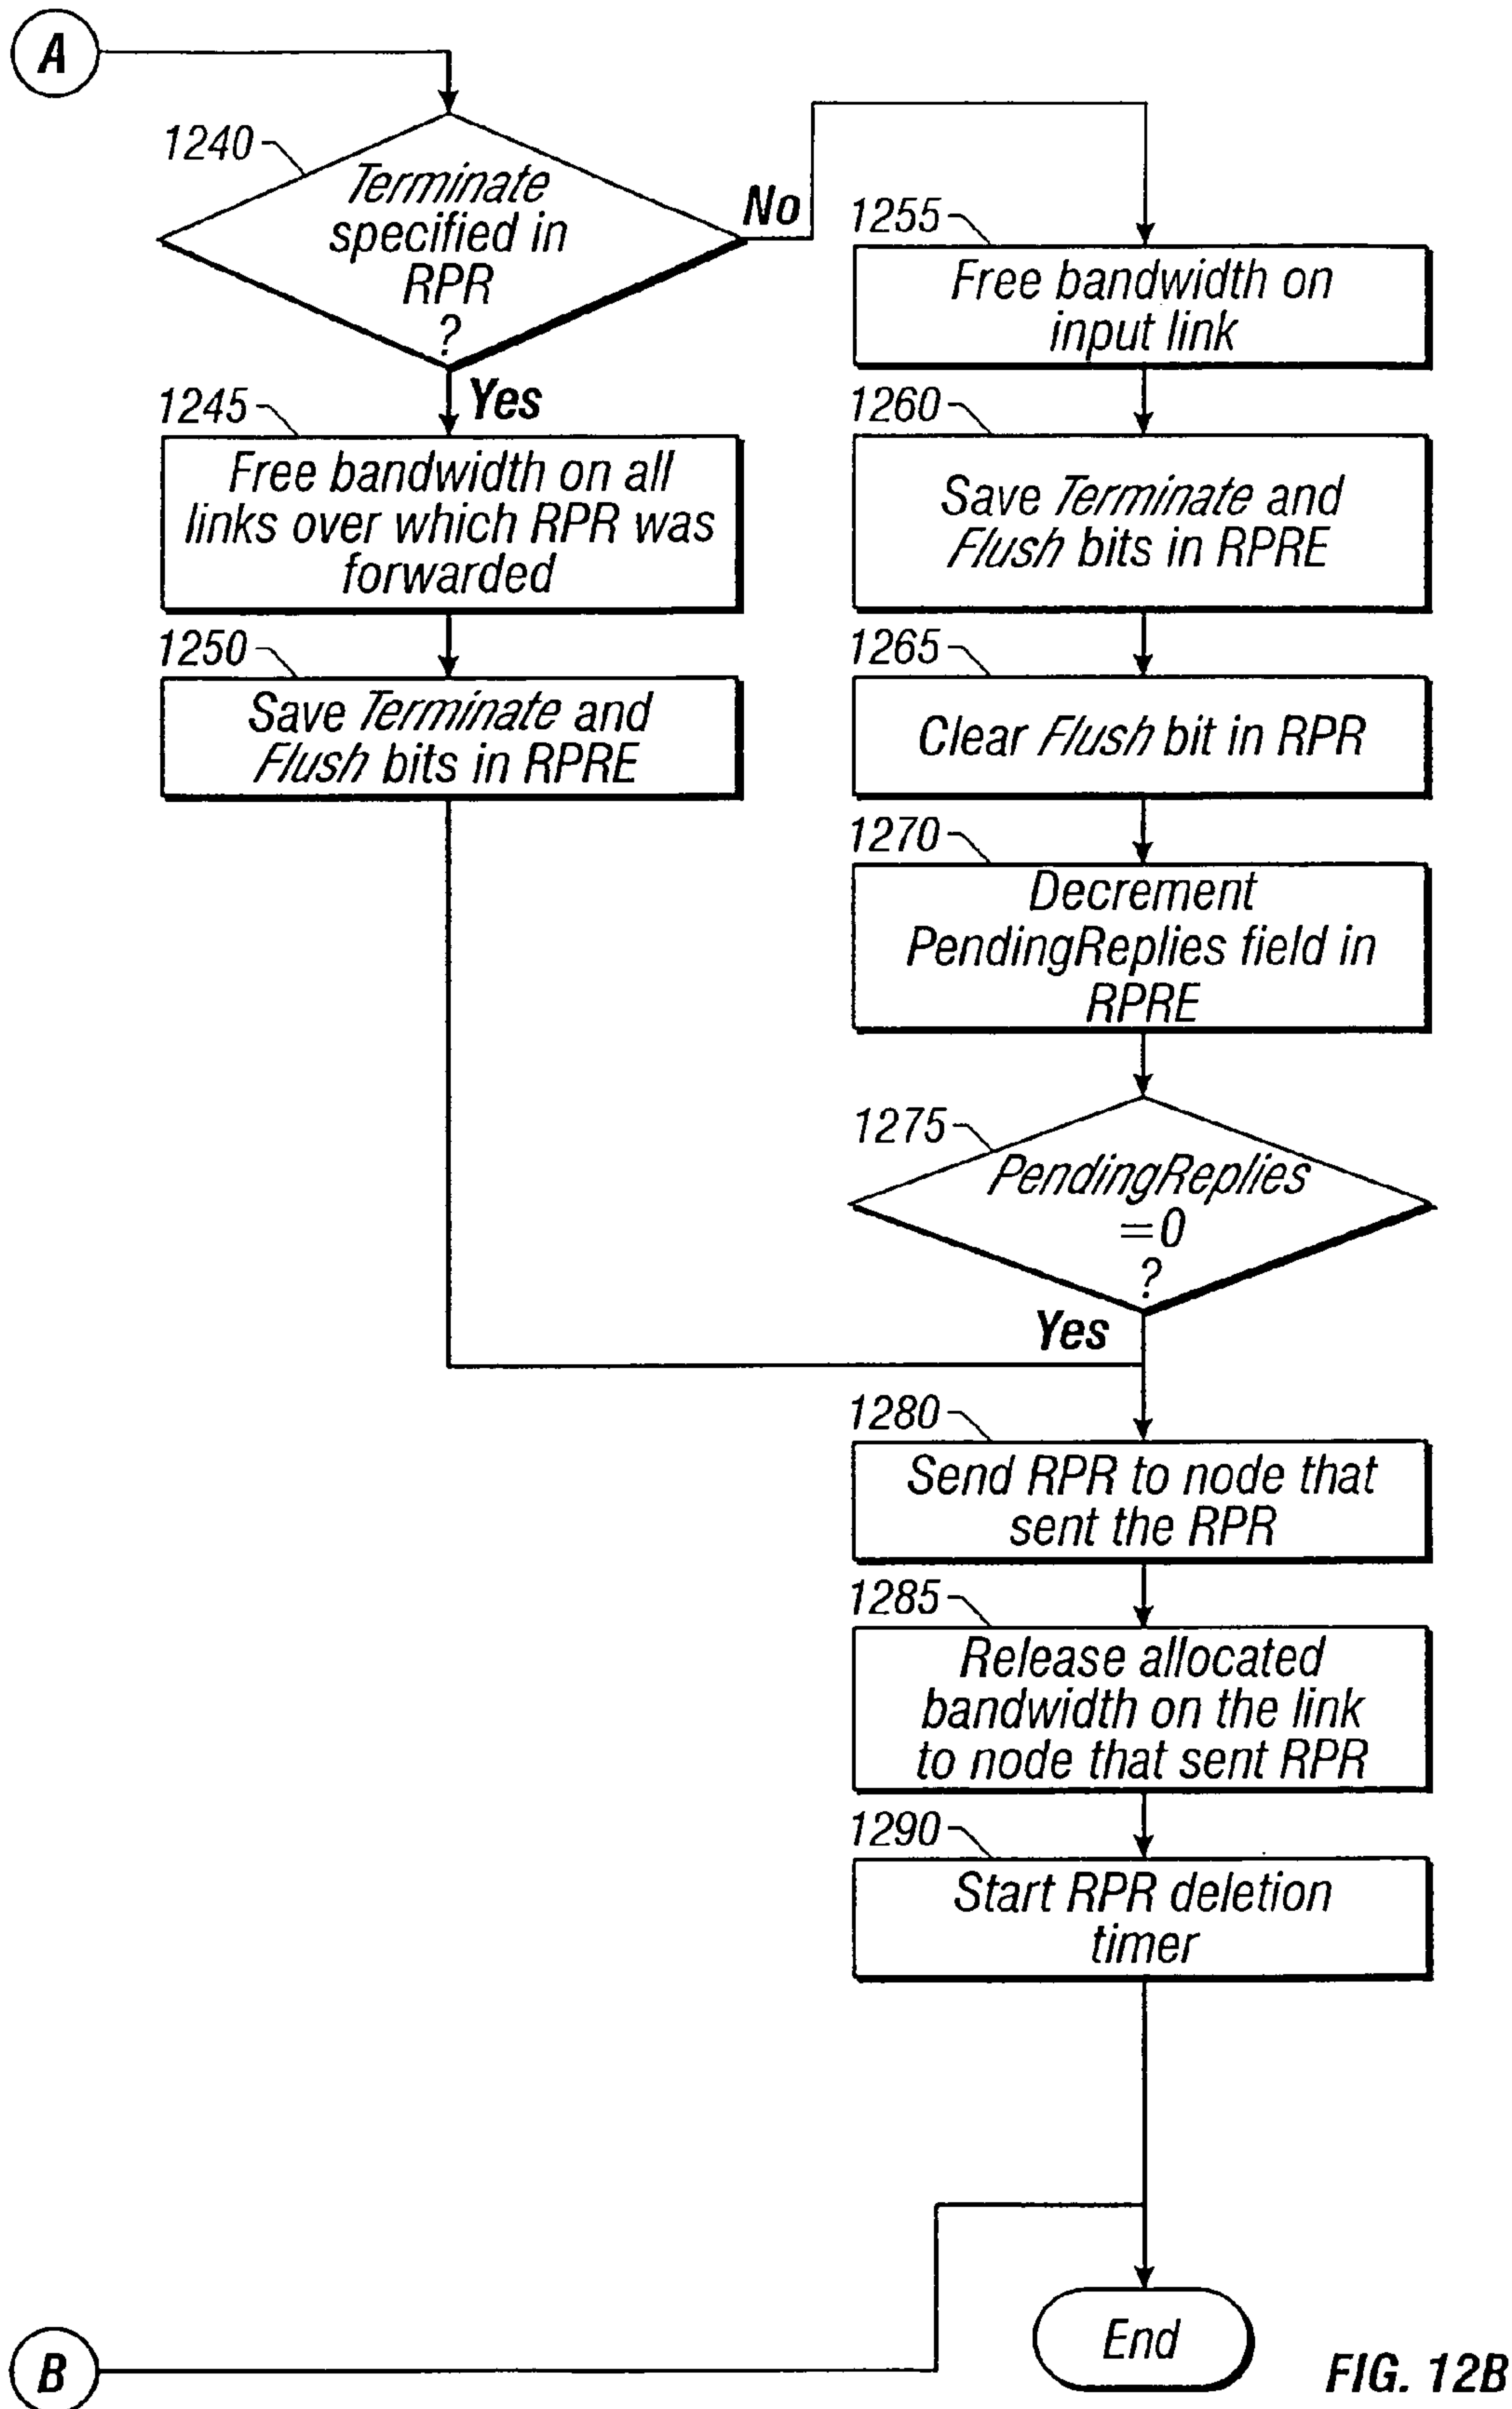 A
1240
Terminate
specified in
RPR
?
No
Yes
1245
Free bandwidth on all
links over which RPR was
forwarded
1250
Save Terminate and
Flush bits in RPRE
1255
Free bandwidth on
input link
1260
Save Terminate and
Flush bits in RPRE
1265
Clear Flush bit in RPR
1270
Decrement
PendingReplies field in
RPRE
1275
PendingReplies
=0
?
Yes
1280
Send RPR to node that
sent the RPR
1285
Release allocated
bandwidth on the link
to node that sent RPR
1290
Start RPR deletion
timer
End
B
FIG. 12B